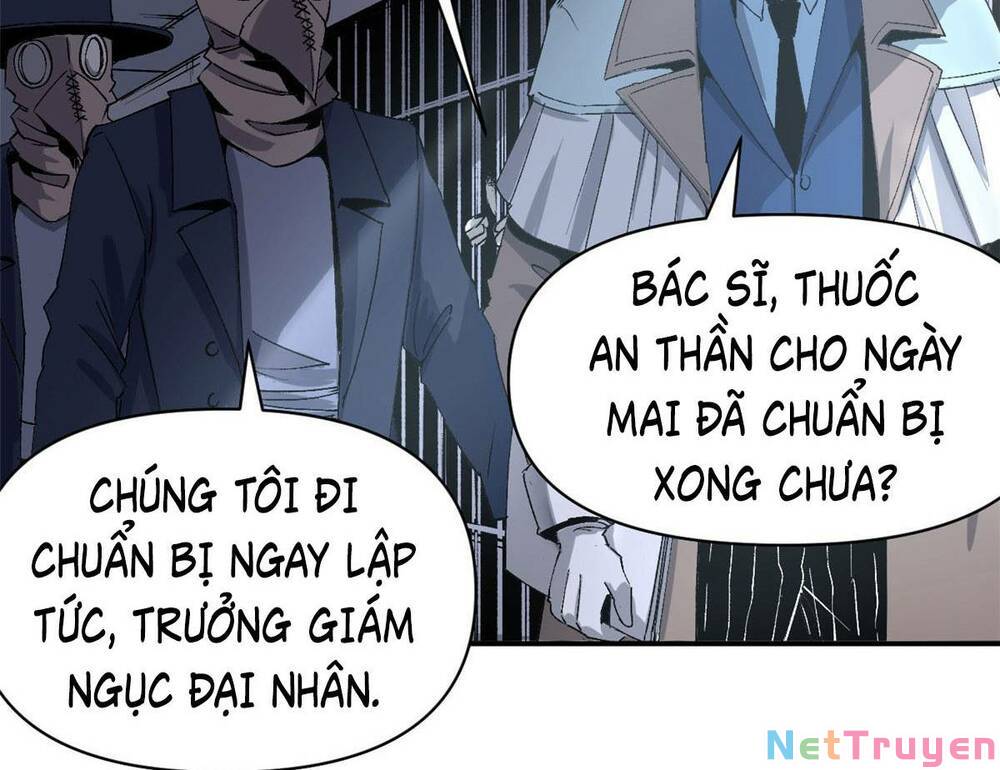 BÁC SĨ, THUỐC
AN THẦN CHO NGÀY
MAI ĐÃ CHUẨN BỊ
XONG CHƯA?
CHÚNG TÔI ĐI
CHUẨN BỊ NGAY LẬP
TỨC, TRƯỞNG GIÁM
NGỤC ĐẠI NHÂN.
NetTruyen